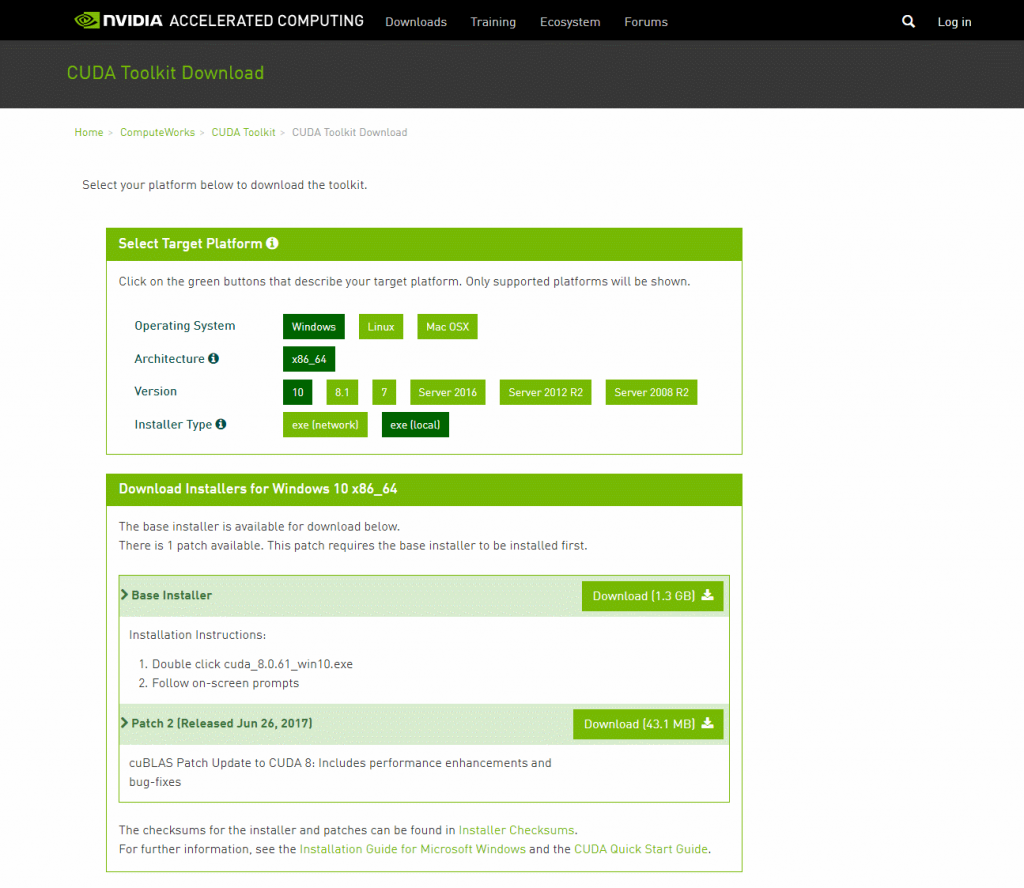 NVIDIA ACCELERATED COMPUTING Downloads Training Ecosystem Forums Log in
CUDA Toolkit Download
Home > ComputeWorks > CUDA Toolkit > CUDA Toolkit Download
Select your platform below to download the toolkit.
Select Target Platform
Click on the green buttons that describe your target platform. Only supported platforms will be shown.
Operating System Windows Linux Mac OSX
Architecture x86_64
Version 10 8.1 7 Server 2016 Server 2012 R2 Server 2008 R2
Installer Type exe (network) exe (local)
Download Installers for Windows 10 x86_64
The base installer is available for download below.
There is 1 patch available. This patch requires the base installer to be installed first.
Base Installer Download (1.3 GB)
Installation Instructions:
1. Double click cuda_8.0.61_win10.exe
2. Follow on-screen prompts
Patch 2 (Released Jun 26, 2017) Download (43.1 MB)
cuBLAS Patch Update to CUDA 8: Includes performance enhancements and
bug-fixes
The checksums for the installer and patches can be found in Installer Checksums.
For further information, see the Installation Guide for Microsoft Windows and the CUDA Quick Start Guide.